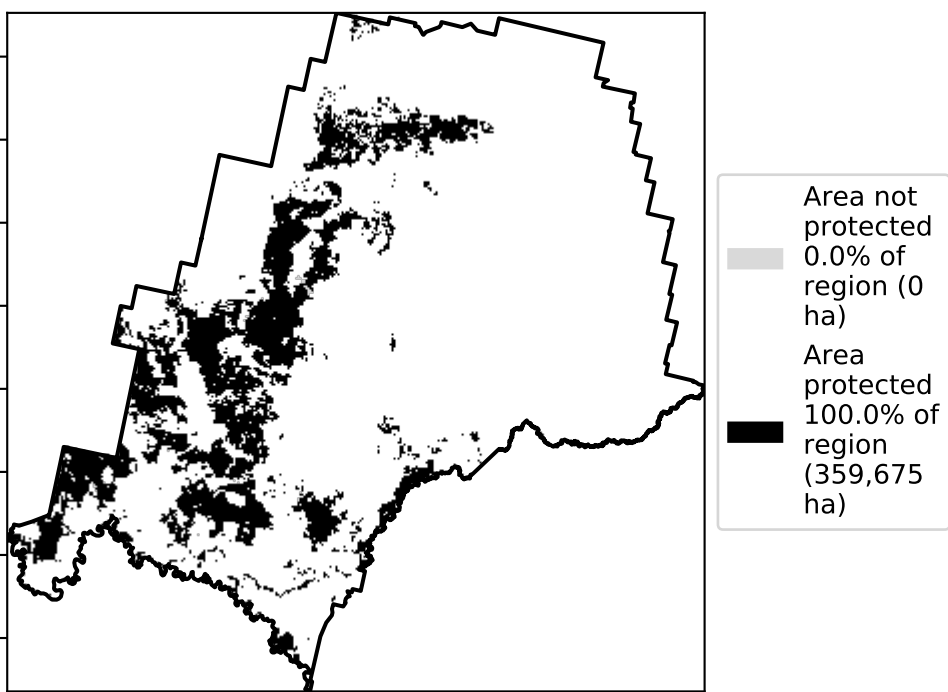 Area not
protected
0.0% of
region (0
ha)
Area
protected
100.0% of
region
(359,675
ha)